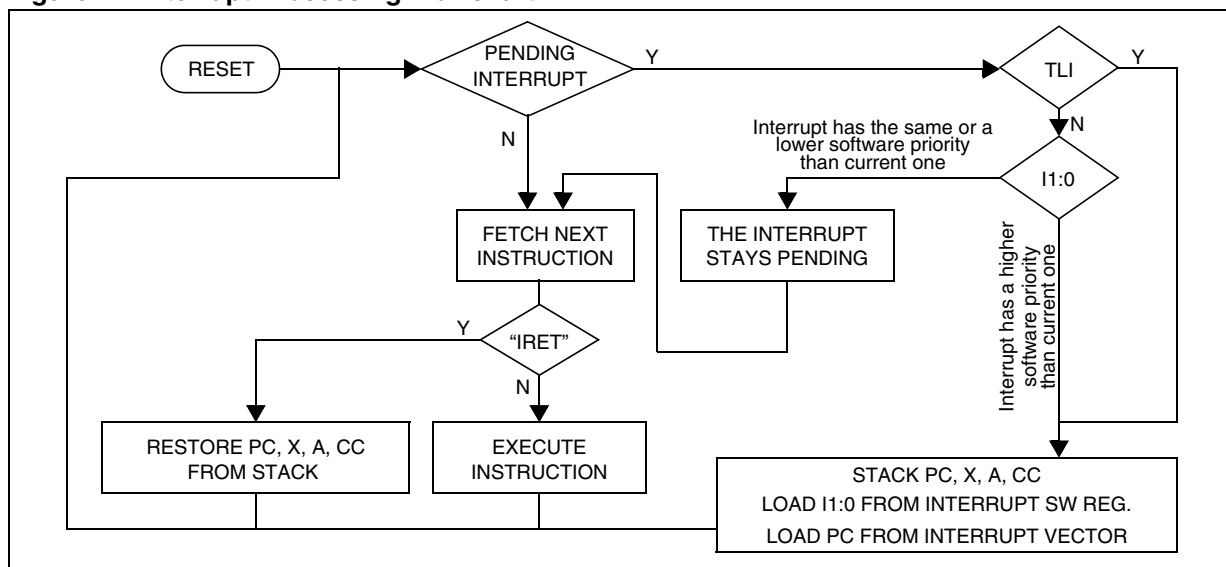 RESET
PENDING
INTERRUPT
Y
TLI
Y
N
N
Interrupt has the same or a
lower software priority
than current one
I1:0
FETCH NEXT
INSTRUCTION
THE INTERRUPT
STAYS PENDING
Interrupt has a higher
software priority
than current one
Y
“IRET”
N
RESTORE PC, X, A, CC
FROM STACK
EXECUTE
INSTRUCTION
STACK PC, X, A, CC
LOAD I1:0 FROM INTERRUPT SW REG.
LOAD PC FROM INTERRUPT VECTOR